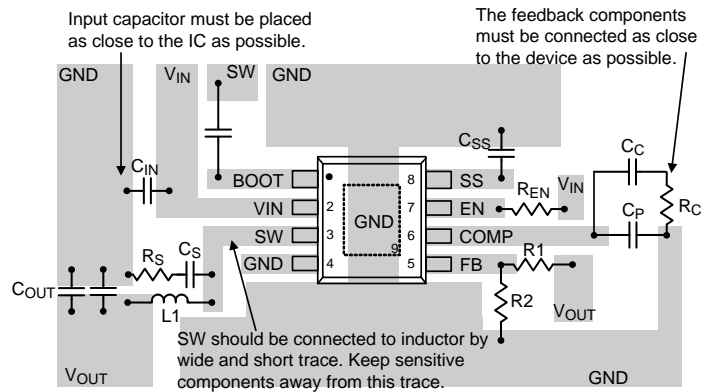 Input capacitor must be placed
as close to the IC as possible.
The feedback components
must be connected as close
to the device as possible.
GND
VIN
SW
GND
CIN
CSS
CC
BOOT
8
SS
REN
VIN
RC
VIN
2
7
EN
CP
GND
SW
3
6
COMP
RS
CS
9
GND
4
5
FB
R1
COUT
L1
R2
VOUT
SW should be connected to inductor by
wide and short trace. Keep sensitive
components away from this trace.
VOUT
GND